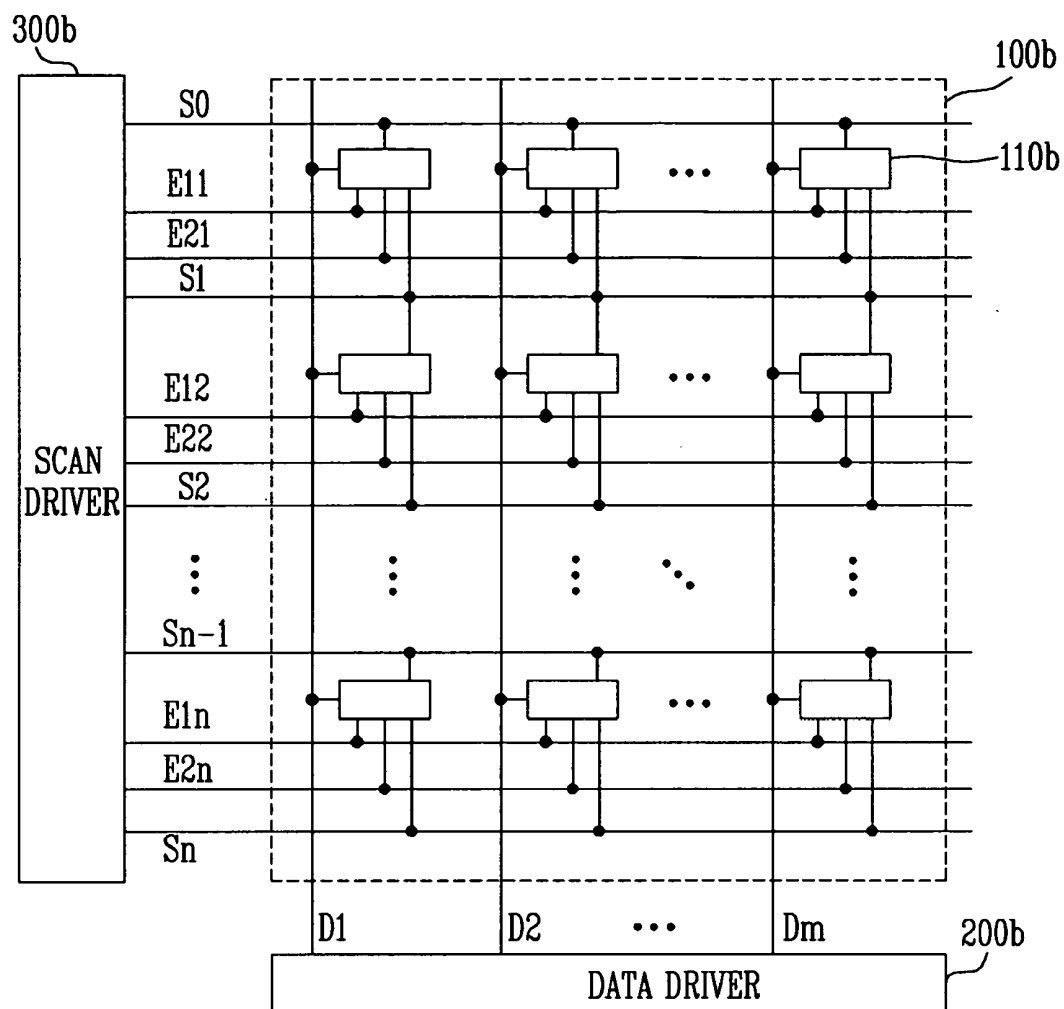 300b
100b
S0
110b
E11
E21
S1
E12
E22
SCAN
DRIVER
S2
Sn-1
E1n
E2n
Sn
D1 D2 Dm
200b
DATA DRIVER